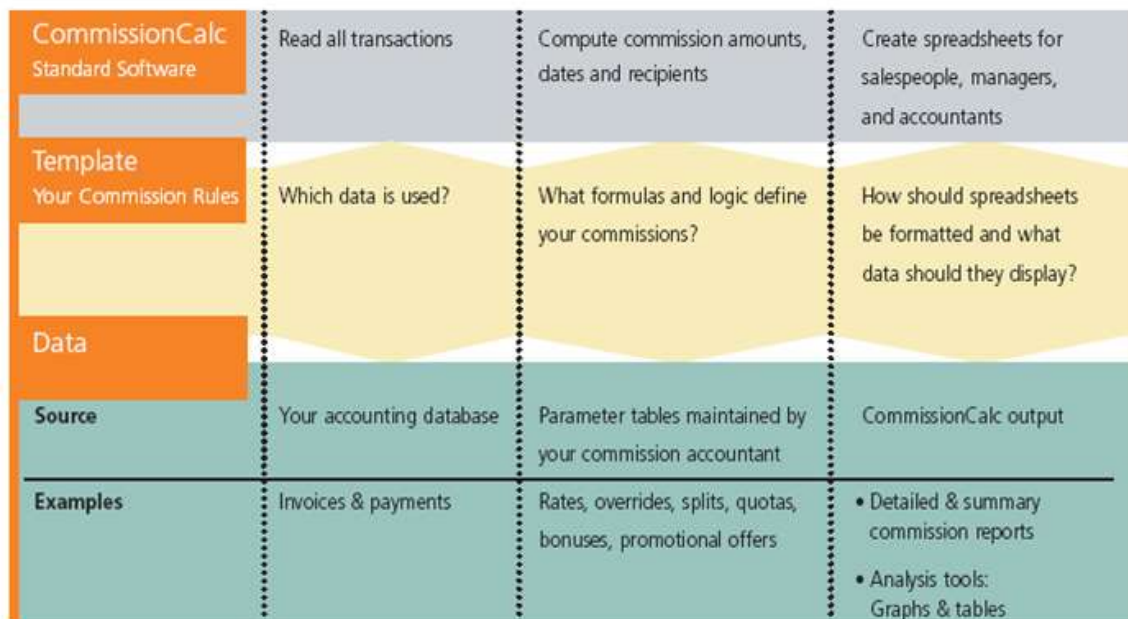 CommissionCalc
Standard Software
Read all transactions
Compute commission amounts,
dates and recipients
Create spreadsheets for
salespeople, managers,
and accountants
Template
Your Commission Rules
Which data is used?
What formulas and logic define
your commissions?
How should spreadsheets
be formatted and what
data should they display?
Data
Source
Your accounting database
Parameter tables maintained by
your commission accountant
CommissionCalc output
Examples
Invoices & payments
Rates, overrides, splits, quotas,
bonuses, promotional offers
• Detailed & summary
commission reports
• Analysis tools:
Graphs & tables